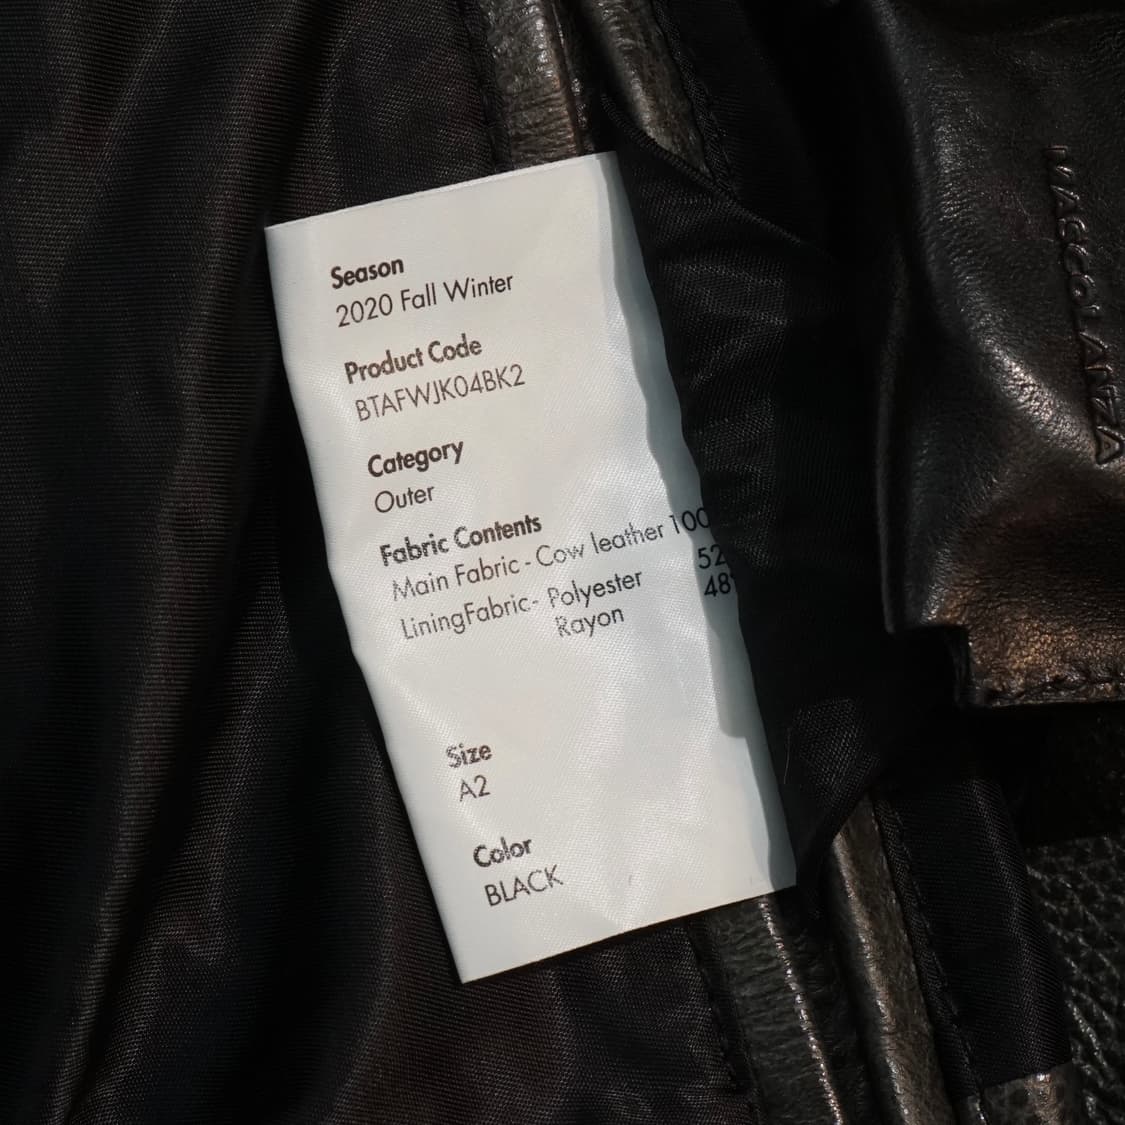 Season
2020 Fall Winter
Product Code
BTAFWJK04BK2
Category
Outer
Fabric Contents
Main Fabric - Cow leather 100
LiningFabric- Polyester 52
Rayon 48
Size
A2
Color
BLACK
MASCOLANZA